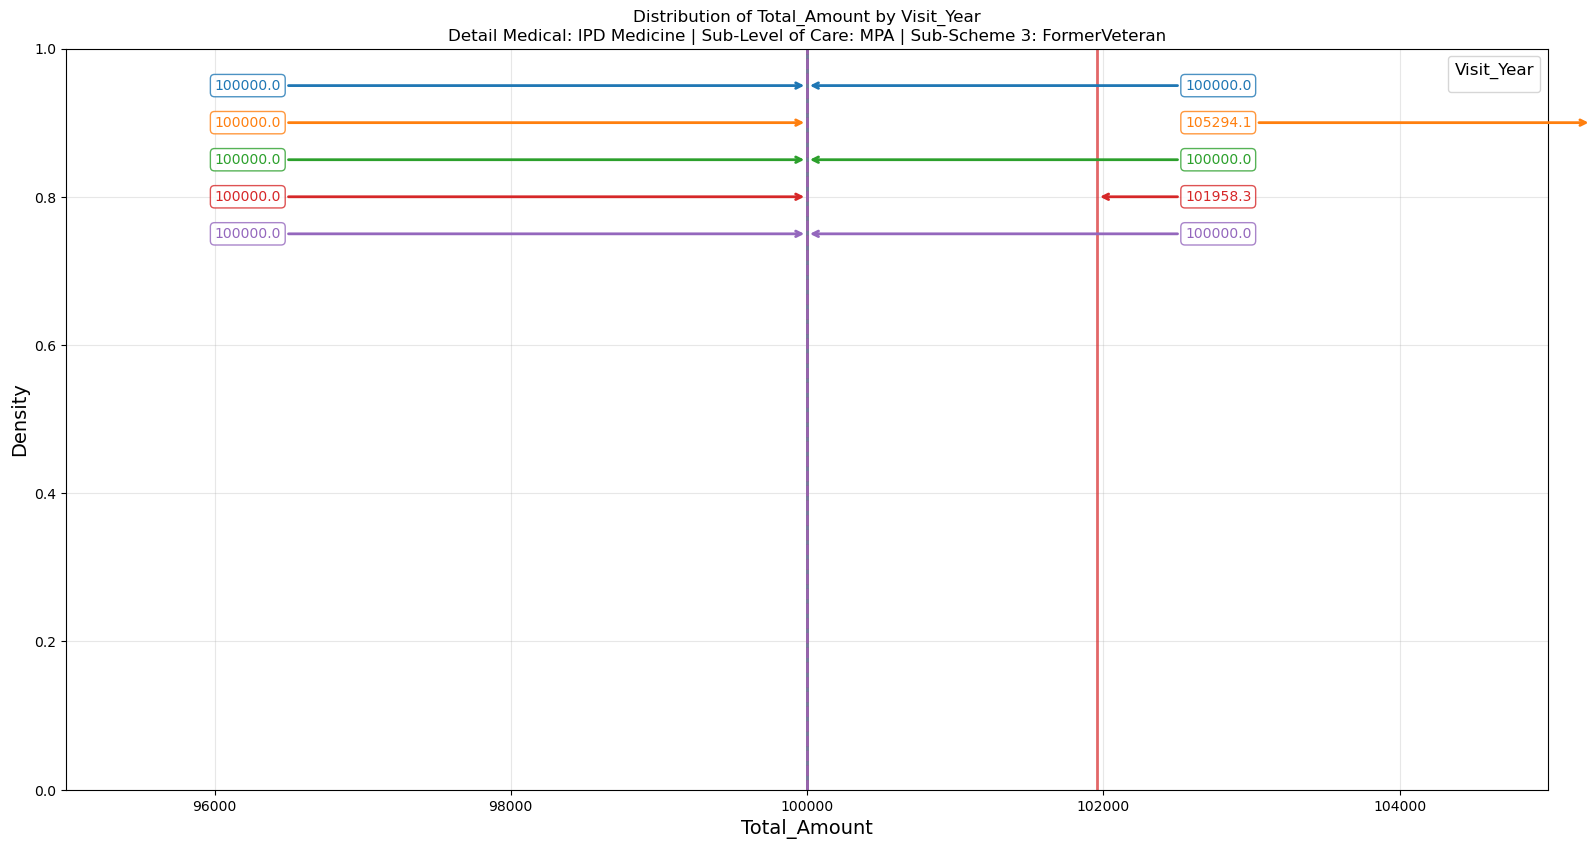 Distribution of Total_Amount by Visit_Year
Detail Medical: IPD Medicine | Sub-Level of Care: MPA | Sub-Scheme 3: FormerVeteran
Visit_Year
1.0
100000.0 100000.0
100000.0 105294.1
100000.0 100000.0
0.8 100000.0 101958.3
100000.0 100000.0
0.6
Density
0.4
0.2
0.0
96000 98000 100000 102000 104000
Total_Amount